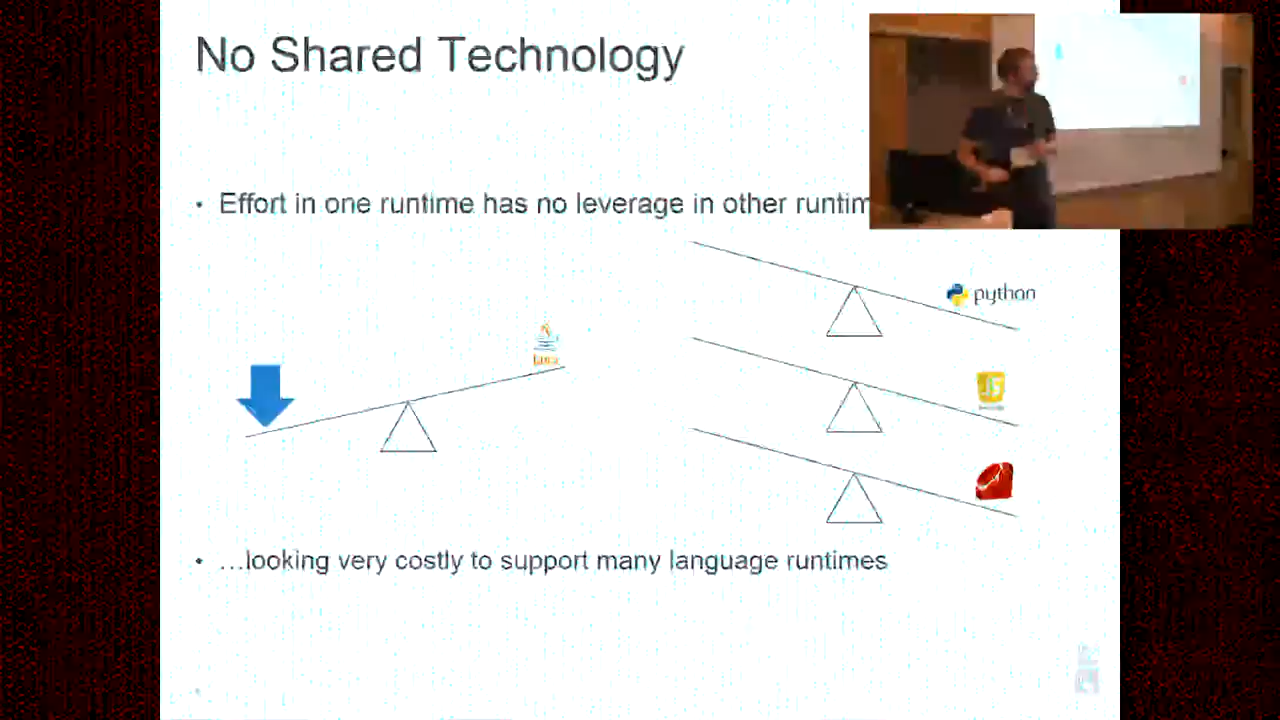 No Shared Technology
• Effort in one runtime has no leverage in other runtim
python
JS
• …looking very costly to support many language runtimes